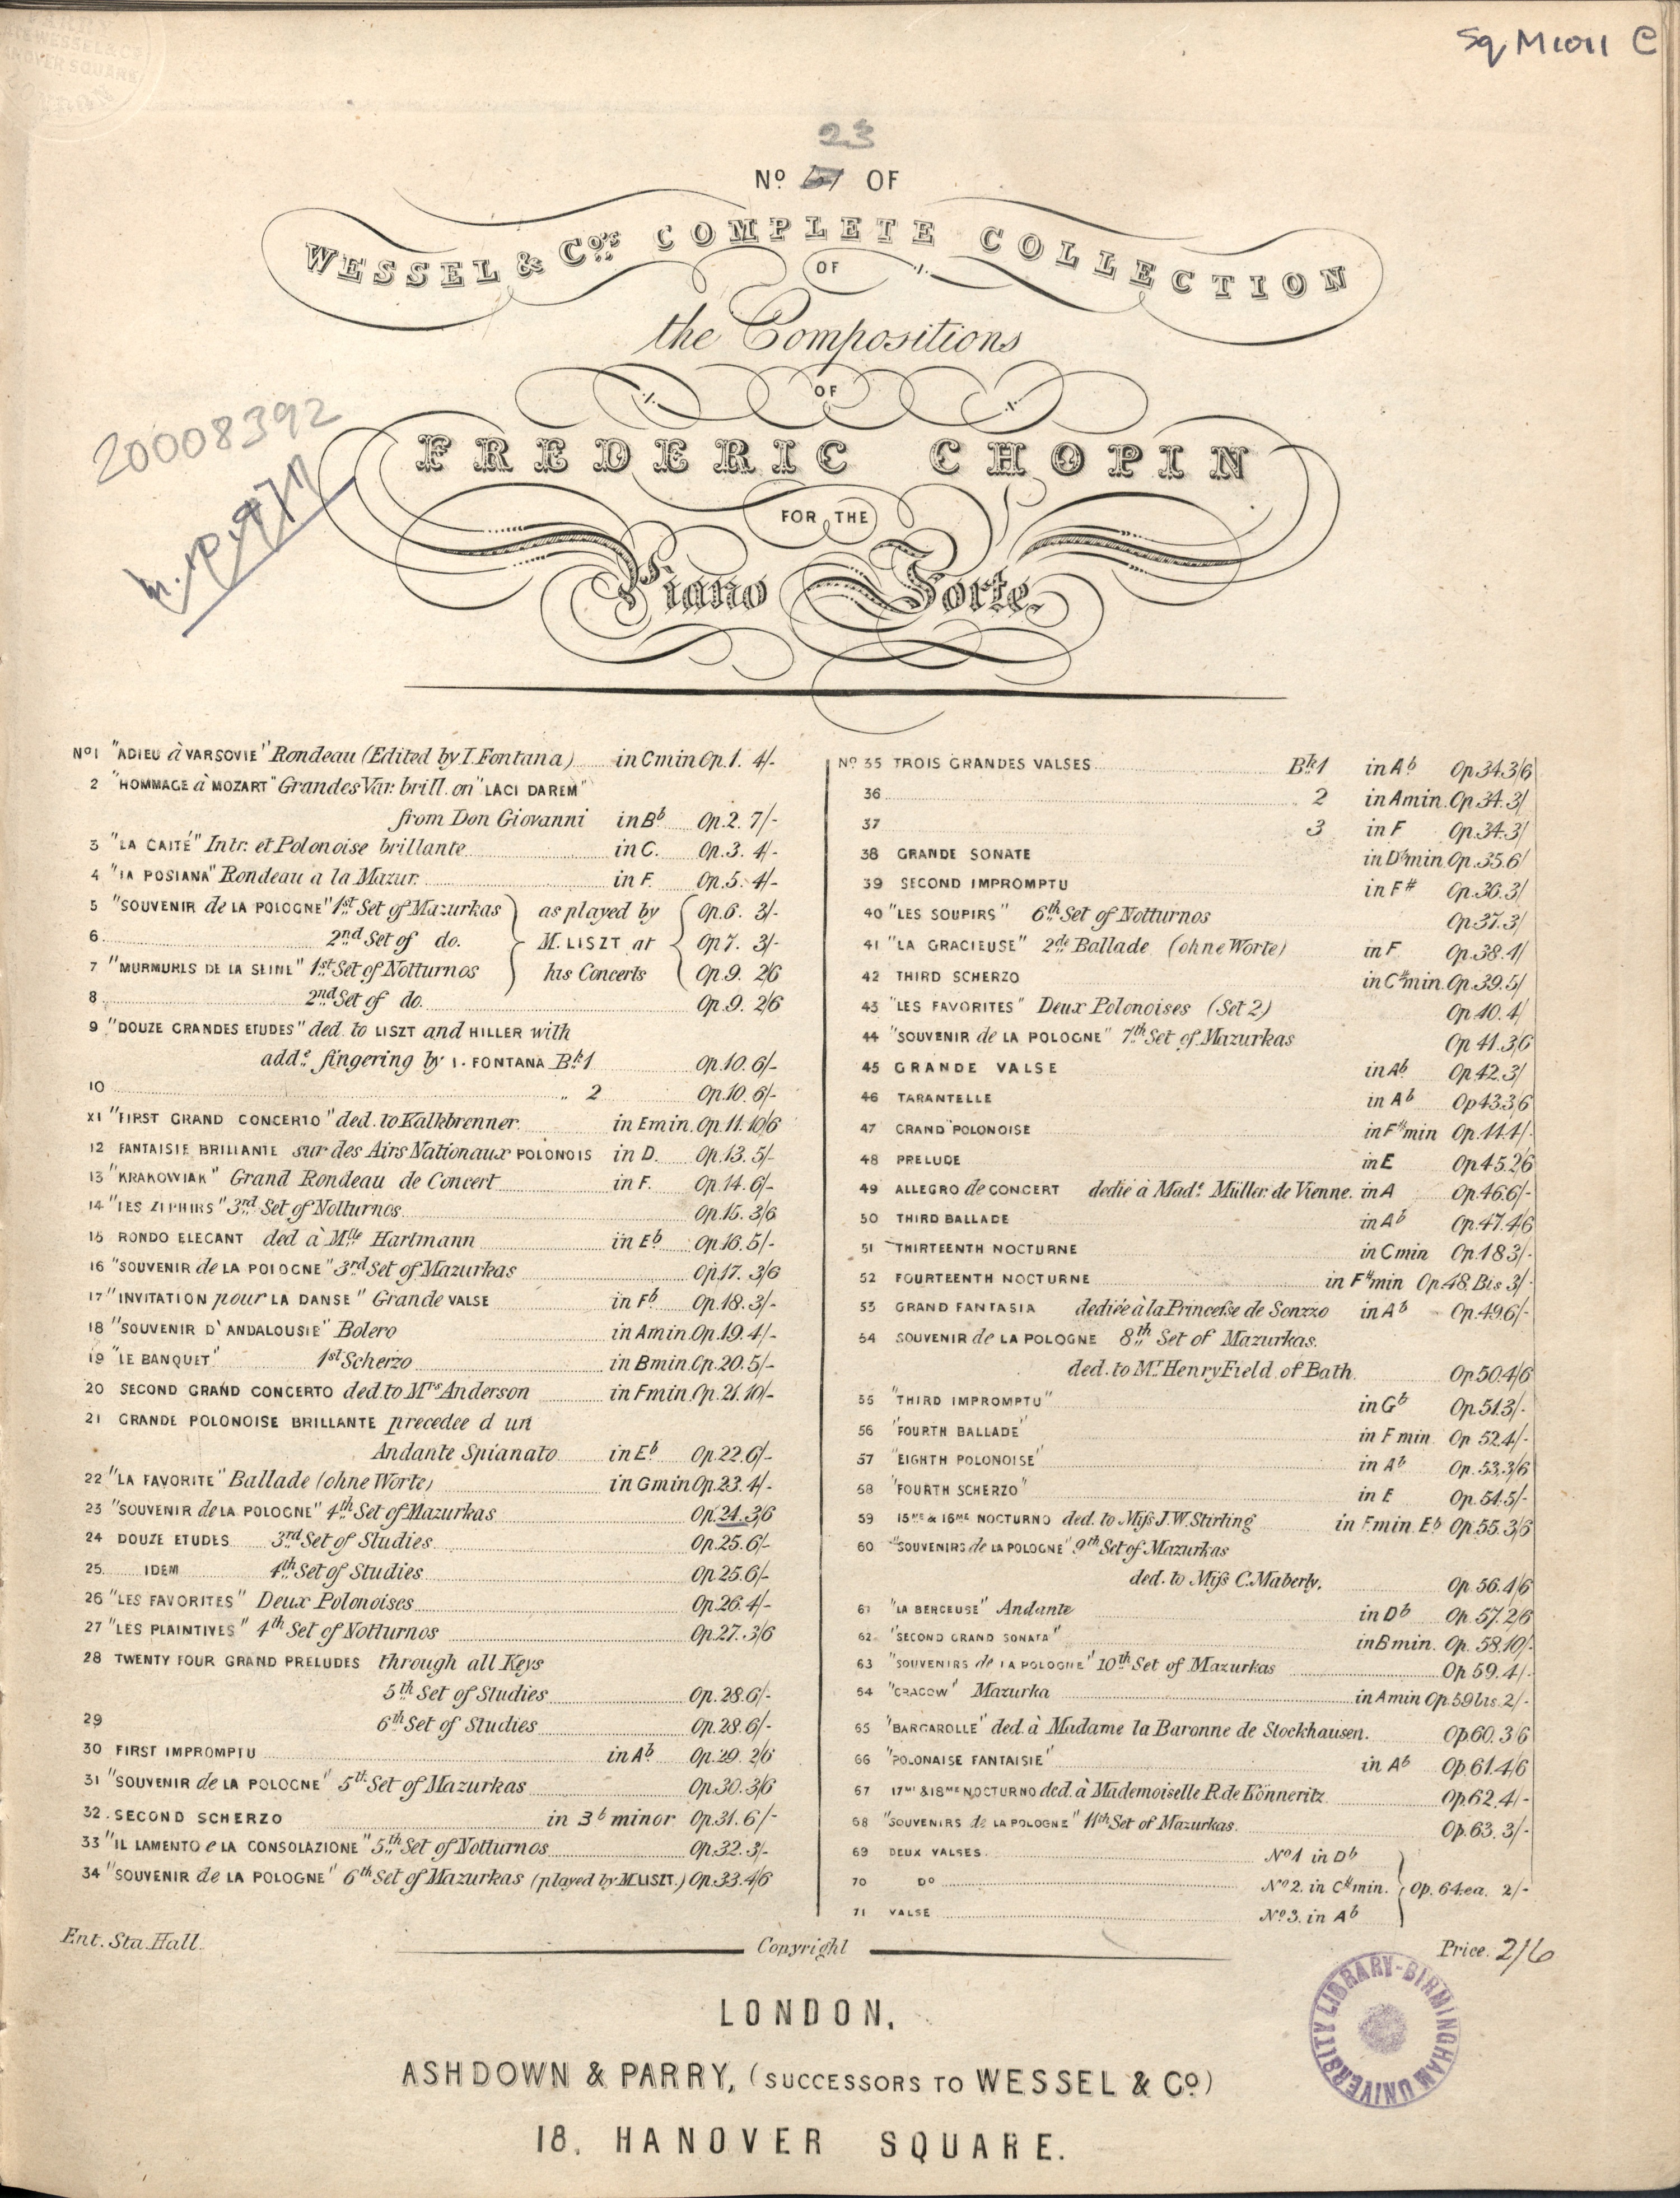 Sq M1011 C
23
Nº OF
WESSEL & Cºs COMPLETE COLLECTION
OF
the Compositions
OF
FREDERIC CHOPIN
FOR THE
Piano Forte.
20008392
Nº1 "ADIEU à VARSOVIE" Rondeau (Edited by I. Fontana) in C min Op.1. 4/-
2 "HOMMAGE à MOZART" Grandes Var: brill. on "LACI DAREM"
from Don Giovanni in Bb Op.2. 7/-
3 "LA GAITÉ" Intr. et Polonoise brillante in C. Op.3. 4/-
4 "LA POSIANA" Rondeau a la Mazur. in F. Op.5. 4/-
5 "SOUVENIR de LA POLOGNE" 1st Set of Mazurkas as played by Op.6. 3/-
6 2nd Set of do. M. LISZT at Op.7. 3/-
7 "MURMURES DE LA SEINE" 1st Set of Notturnos his Concerts Op.9. 2/6
8 2nd Set of do. Op.9. 2/6
9 "DOUZE GRANDES ETUDES" ded. to LISZT and HILLER with
add.e fingering by I. FONTANA Bk 1 Op.10. 6/-
10 " 2 Op.10. 6/-
XI "FIRST GRAND CONCERTO" ded. to Kalkbrenner. in E min. Op.11. 10/6
12 FANTAISIE BRILLANTE sur des Airs Nationaux POLONOIS in D. Op.13. 5/-
13 "KRAKOWIAK" Grand Rondeau de Concert in F. Op.14. 6/-
14 "LES ZEPHIRS" 3rd Set of Notturnos. Op.15. 3/6
15 RONDO ELEGANT ded à Mlle Hartmann in Eb Op.16. 5/-
16 "SOUVENIR de LA POLOGNE" 3rd Set of Mazurkas Op.17. 3/6
17 "INVITATION pour LA DANSE" Grande VALSE in Eb Op.18. 3/-
18 "SOUVENIR D'ANDALOUSIE" Bolero in A min. Op.19. 4/-
19 "LE BANQUET" 1st Scherzo in B min. Op.20. 5/-
20 SECOND GRAND CONCERTO ded. to Mrs Anderson in F min. Op.21. 10/-
21 GRANDE POLONOISE BRILLANTE precedee d un
Andante Spianato in Eb Op.22. 6/-
22 "LA FAVORITE" Ballade (ohne Worte) in G min Op.23. 4/-
23 "SOUVENIR de LA POLOGNE" 4th Set of Mazurkas Op.24. 3/6
24 DOUZE ETUDES 3rd Set of Studies Op.25. 6/-
25 IDEM 4th Set of Studies Op.25. 6/-
26 "LES FAVORITES" Deux Polonoises Op.26. 4/-
27 "LES PLAINTIVES" 4th Set of Notturnos Op.27. 3/6
28 TWENTY FOUR GRAND PRELUDES through all Keys
5th Set of Studies Op.28. 6/-
29 6th Set of Studies Op.28. 6/-
30 FIRST IMPROMPTU in Ab Op.29. 2/6
31 "SOUVENIR de LA POLOGNE" 5th Set of Mazurkas Op.30. 3/6
32. SECOND SCHERZO in Bb minor Op.31. 6/-
33 "IL LAMENTO e LA CONSOLAZIONE" 5th Set of Notturnos Op.32. 3/-
34 "SOUVENIR de LA POLOGNE" 6th Set of Mazurkas (played by M. LISZT.) Op.33. 4/6
Nº 35 TROIS GRANDES VALSES Bk 1 in Ab Op.34. 3/6
36 2 in A min. Op.34. 3/
37 3 in F Op.34. 3/
38 GRANDE SONATE in Db min Op.35. 6/
39 SECOND IMPROMPTU in F# Op.36. 3/
40 "LES SOUPIRS" 6th Set of Notturnos Op.37. 3/
41 "LA GRACIEUSE" 2de Ballade (ohne Worte) in F Op.38. 4/
42 THIRD SCHERZO in C# min. Op.39. 5/
43 "LES FAVORITES" Deux Polonoises (Set 2) Op.40. 4/
44 "SOUVENIR de LA POLOGNE" 7th Set of Mazurkas Op.41. 3/6
45 GRANDE VALSE in Ab Op.42. 3/
46 TARANTELLE in Ab Op.43. 3/6
47 GRAND POLONOISE in F# min Op.44. 4/-
48 PRELUDE in E Op.45. 2/6
49 ALLEGRO de CONCERT dedié à Made. Müller de Vienne. in A Op.46. 6/-
50 THIRD BALLADE in Ab Op.47. 4/6
51 THIRTEENTH NOCTURNE in C min Op.48 3/-
52 FOURTEENTH NOCTURNE in F# min Op.48. Bis 3/-
53 GRAND FANTASIA dediée à la Princesse de Sonzzo in Ab Op.49. 6/-
54 SOUVENIR de LA POLOGNE 8th Set of Mazurkas.
ded. to Mr Henry Field of Bath. Op.50. 4/6
55 "THIRD IMPROMPTU" in Gb Op.51. 3/-
56 "FOURTH BALLADE" in F min Op 52. 4/-
57 "EIGHTH POLONOISE" in Ab Op.53. 3/6
58 "FOURTH SCHERZO" in E Op.54. 5/-
59 15ME & 16ME NOCTURNO ded. to Miss J.W. Stirling in F min. Eb Op.55. 3/6
60 "SOUVENIRS de LA POLOGNE" 9th Set of Mazurkas
ded. to Miss C. Maberly. Op.56. 4/6
61 "LA BERCEUSE" Andante in Db Op.57. 2/6
62 "SECOND GRAND SONATA" in B min. Op. 58. 10/-
63 "SOUVENIRS de LA POLOGNE" 10th Set of Mazurkas Op 59. 4/-
64 "CRACOW" Mazurka in A min Op.59 bis. 2/-
65 "BARCAROLLE" ded. à Madame la Baronne de Stockhausen. Op.60. 3/6
66 "POLONAISE FANTAISIE" in Ab Op.61. 4/6
67 17ME & 18ME NOCTURNO ded. à Mademoiselle R. de Könneritz Op.62. 4/-
68 "SOUVENIRS de LA POLOGNE" 11th Set of Mazurkas. Op.63. 3/-
69 DEUX VALSES. Nº1 in Db
70 Dº Nº2. in C# min. Op. 64. ea. 2/-
71 VALSE Nº3. in Ab
Ent. Sta. Hall.
Copyright
Price. 2/6
LONDON,
ASHDOWN & PARRY, (SUCCESSORS TO WESSEL & Cº)
18, HANOVER SQUARE.
UNIVERSITY LIBRARY-BIRMINGHAM